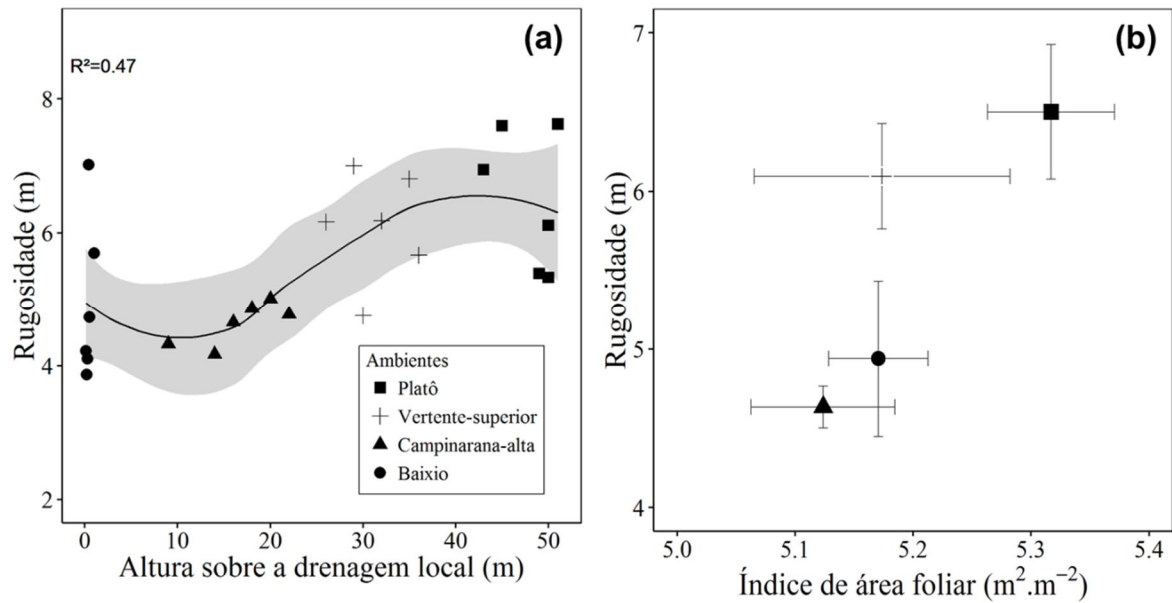 (a)
R²=0.47
Rugosidade (m)
8
6
4
2
0 10 20 30 40 50
Altura sobre a drenagem local (m)
Ambientes
Platô
Vertente-superior
Campinarana-alta
Baixio
(b)
Rugosidade (m)
7
6
5
4
5.0 5.1 5.2 5.3 5.4
Índice de área foliar (m².m⁻²)